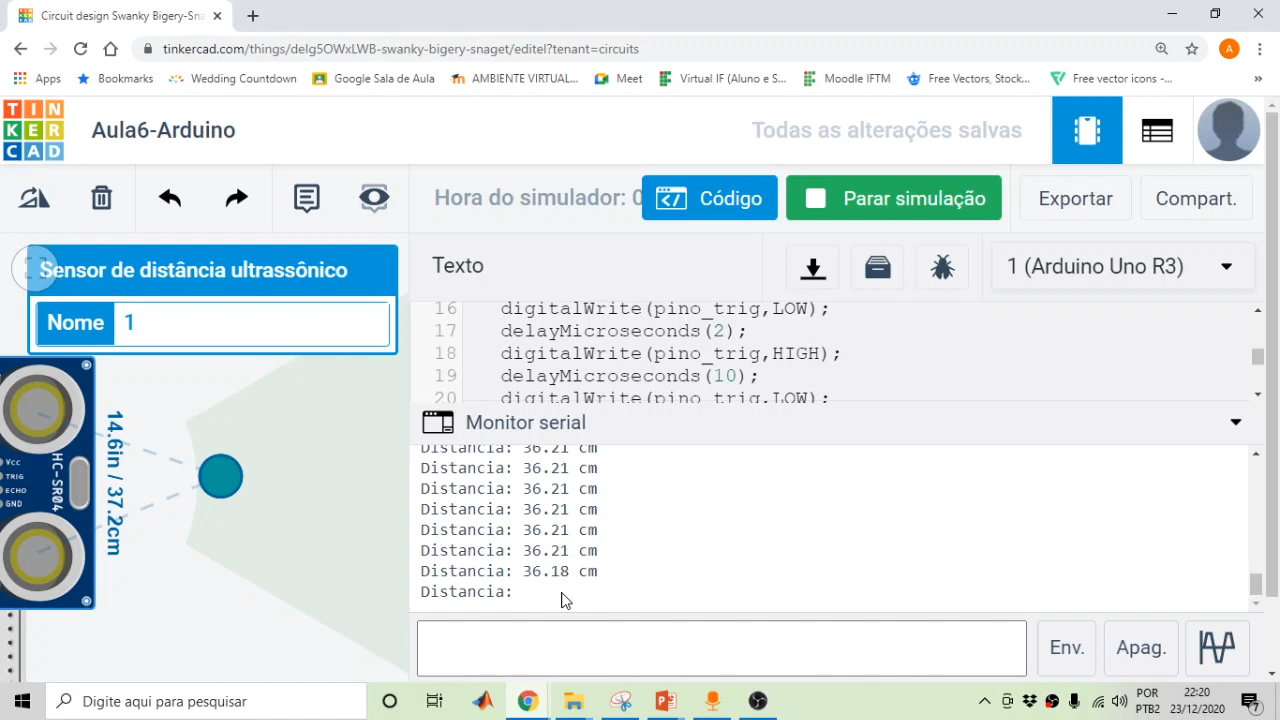 Circuit design Swanky Bigery-Sna
tinkercad.com/things/deIg5OWxLWB-swanky-bigery-snaget/editel?tenant=circuits
Apps
Bookmarks
Wedding Countdown
Google Sala de Aula
AMBIENTE VIRTUAL...
Meet
Virtual IF (Aluno e S...
Moodle IFTM
Free Vectors, Stock...
Free vector icons -...
»
A
TIN
KER
CAD
Aula6-Arduino
Todas as alterações salvas
Hora do simulador: 0
Código
Parar simulação
Exportar
Compart.
Sensor de distância ultrassônico
Nome 1
Texto
1 (Arduino Uno R3)
16 digitalWrite(pino_trig,LOW);
17 delayMicroseconds(2);
18 digitalWrite(pino_trig,HIGH);
19 delayMicroseconds(10);
20 digitalWrite(pino_trig,LOW);
Vcc
TRIG
ECHO
GND
HC-SR04
14.6in / 37.2cm
Monitor serial
Distancia: 36.21 cm
Distancia: 36.21 cm
Distancia: 36.21 cm
Distancia: 36.21 cm
Distancia: 36.21 cm
Distancia: 36.21 cm
Distancia: 36.18 cm
Distancia:
Env.
Apag.
Digite aqui para pesquisar
POR
PTB2
22:20
23/12/2020
7